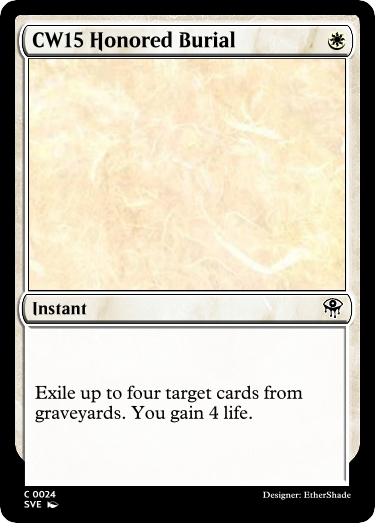 CW15 Honored Burial
Instant
Exile up to four target cards from
graveyards. You gain 4 life.
C 0024
SVE
Designer: EtherShade